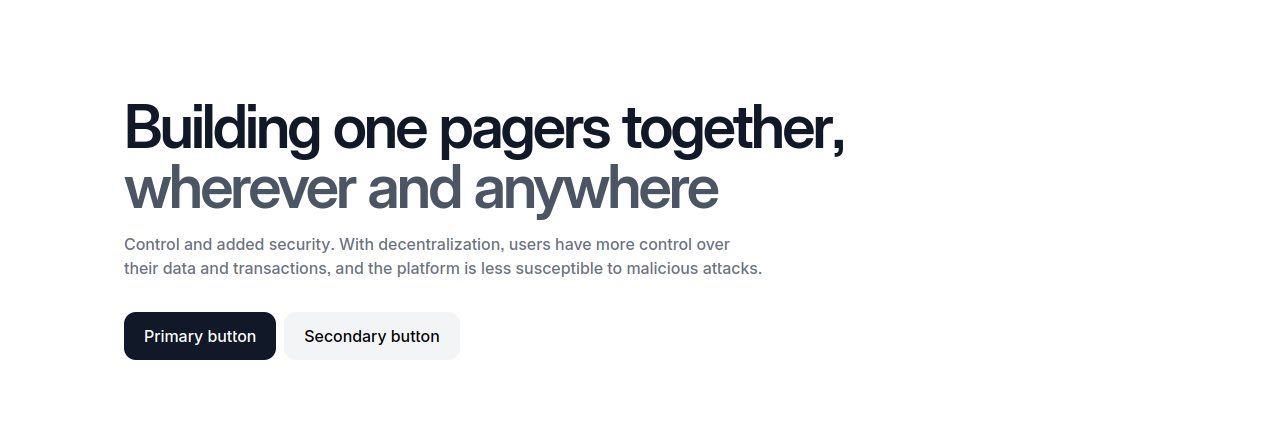 Building one pagers together,
wherever and anywhere
Control and added security. With decentralization, users have more control over
their data and transactions, and the platform is less susceptible to malicious attacks.
Primary button
Secondary button